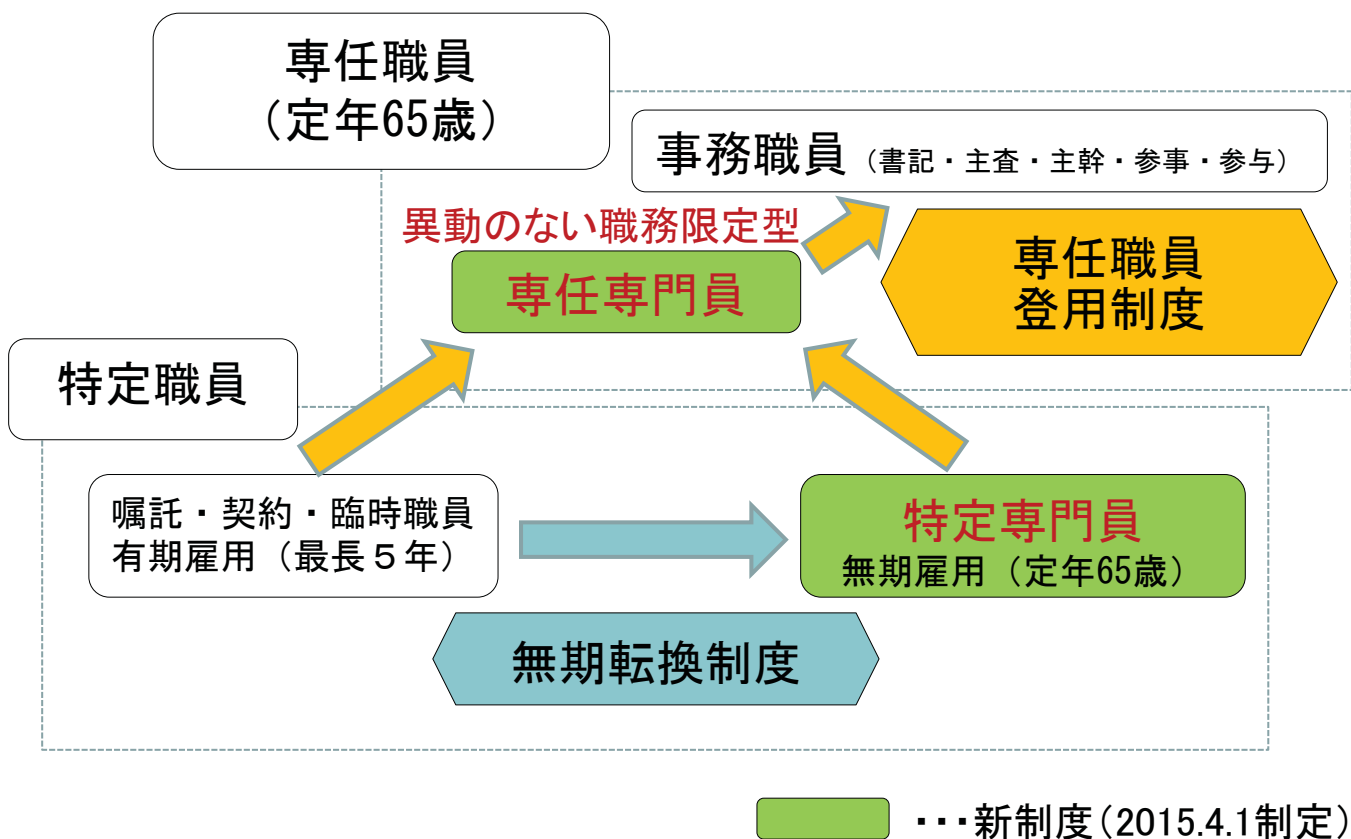 専任職員
（定年65歳）
事務職員（書記・主査・主幹・参事・参与）
異動のない職務限定型
専任専門員
専任職員
登用制度
特定職員
嘱託・契約・臨時職員
有期雇用（最長５年）
特定専門員
無期雇用（定年65歳）
無期転換制度
・・・新制度（2015.4.1制定）